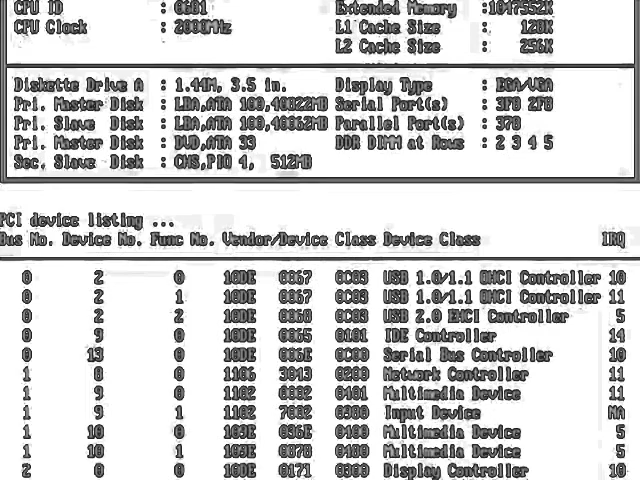 CPU ID : 0681 Extended Memory :1047552K
CPU Clock : 2000MHz L1 Cache Size : 128K
L2 Cache Size : 256K
Diskette Drive A : 1.44M, 3.5 in. Display Type : EGA/VGA
Pri. Master Disk : LBA,ATA 100,40022MB Serial Port(s) : 3F8 2F8
Pri. Slave Disk : LBA,ATA 100,40062MB Parallel Port(s) : 378
Pri. Master Disk : DVD,ATA 33 DDR DIMM at Rows : 2 3 4 5
Sec. Slave Disk : CHS,PIO 4, 512MB
PCI device listing ...
Bus No. Device No. Func No. Vendor/Device Class Device Class IRQ
0 2 0 10DE 0067 0C03 USB 1.0/1.1 OHCI Controller 10
0 2 1 10DE 0067 0C03 USB 1.0/1.1 OHCI Controller 11
0 2 2 10DE 0068 0C03 USB 2.0 EHCI Controller 5
0 9 0 10DE 0065 0101 IDE Controller 14
0 13 0 10DE 006E 0C00 Serial Bus Controller 10
1 8 0 1106 3043 0200 Network Controller 11
1 9 0 1102 0002 0401 Multimedia Device 11
1 9 1 1102 7002 0980 Input Device NA
1 10 0 109E 036E 0400 Multimedia Device 5
1 10 1 109E 0878 0480 Multimedia Device 5
2 0 0 10DE 0171 0300 Display Controller 10